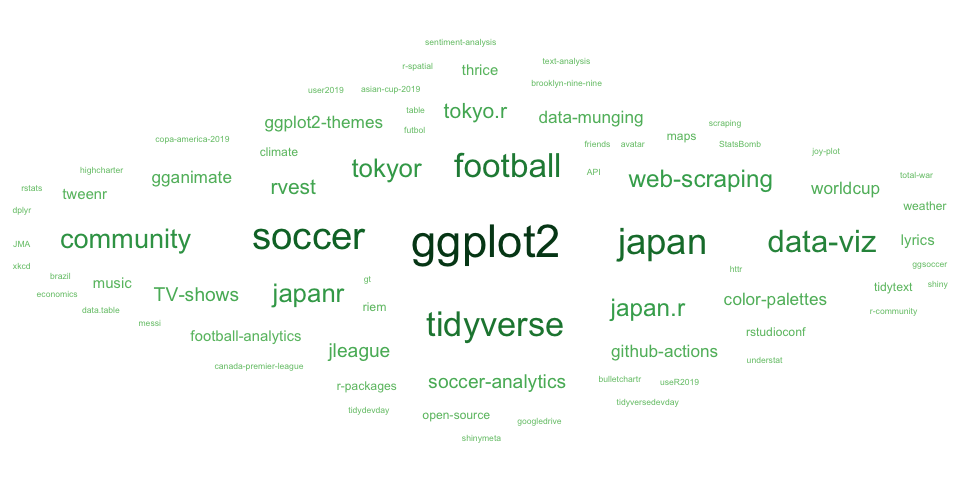 sentiment-analysis
r-spatial
thrice
text-analysis
user2019
asian-cup-2019
brooklyn-nine-nine
ggplot2-themes
table
tokyo.r
data-munging
futbol
scraping
copa-america-2019
climate
friends
avatar
maps
StatsBomb
joy-plot
highcharter
gganimate
tokyor
football
API
web-scraping
total-war
rstats
tweenr
rvest
worldcup
dplyr
weather
JMA
community
soccer
ggplot2
japan
data-viz
lyrics
xkcd
brazil
httr
ggsoccer
economics
music
TV-shows
japanr
gt
tidytext
shiny
data.table
riem
japan.r
color-palettes
r-community
messi
football-analytics
tidyverse
rstudioconf
jleague
github-actions
understat
canada-premier-league
r-packages
soccer-analytics
bulletchartr
useR2019
tidydevday
open-source
googledrive
tidyversedevday
shinymeta